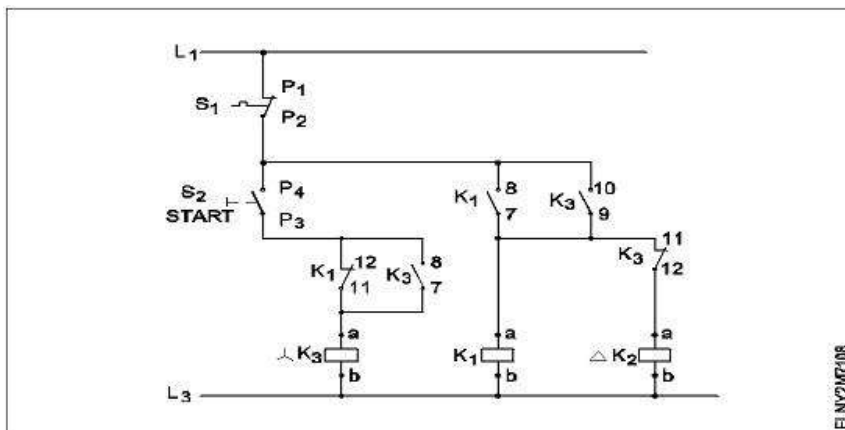 L1
P1
S1
P2
S2 P4
START P3
K1 8
7
K3 10
9
K1 12
11
K3 8
7
K3 11
12
a
K3
b
a
K1
b
a
△ K2
b
L3
ELNY2M7108